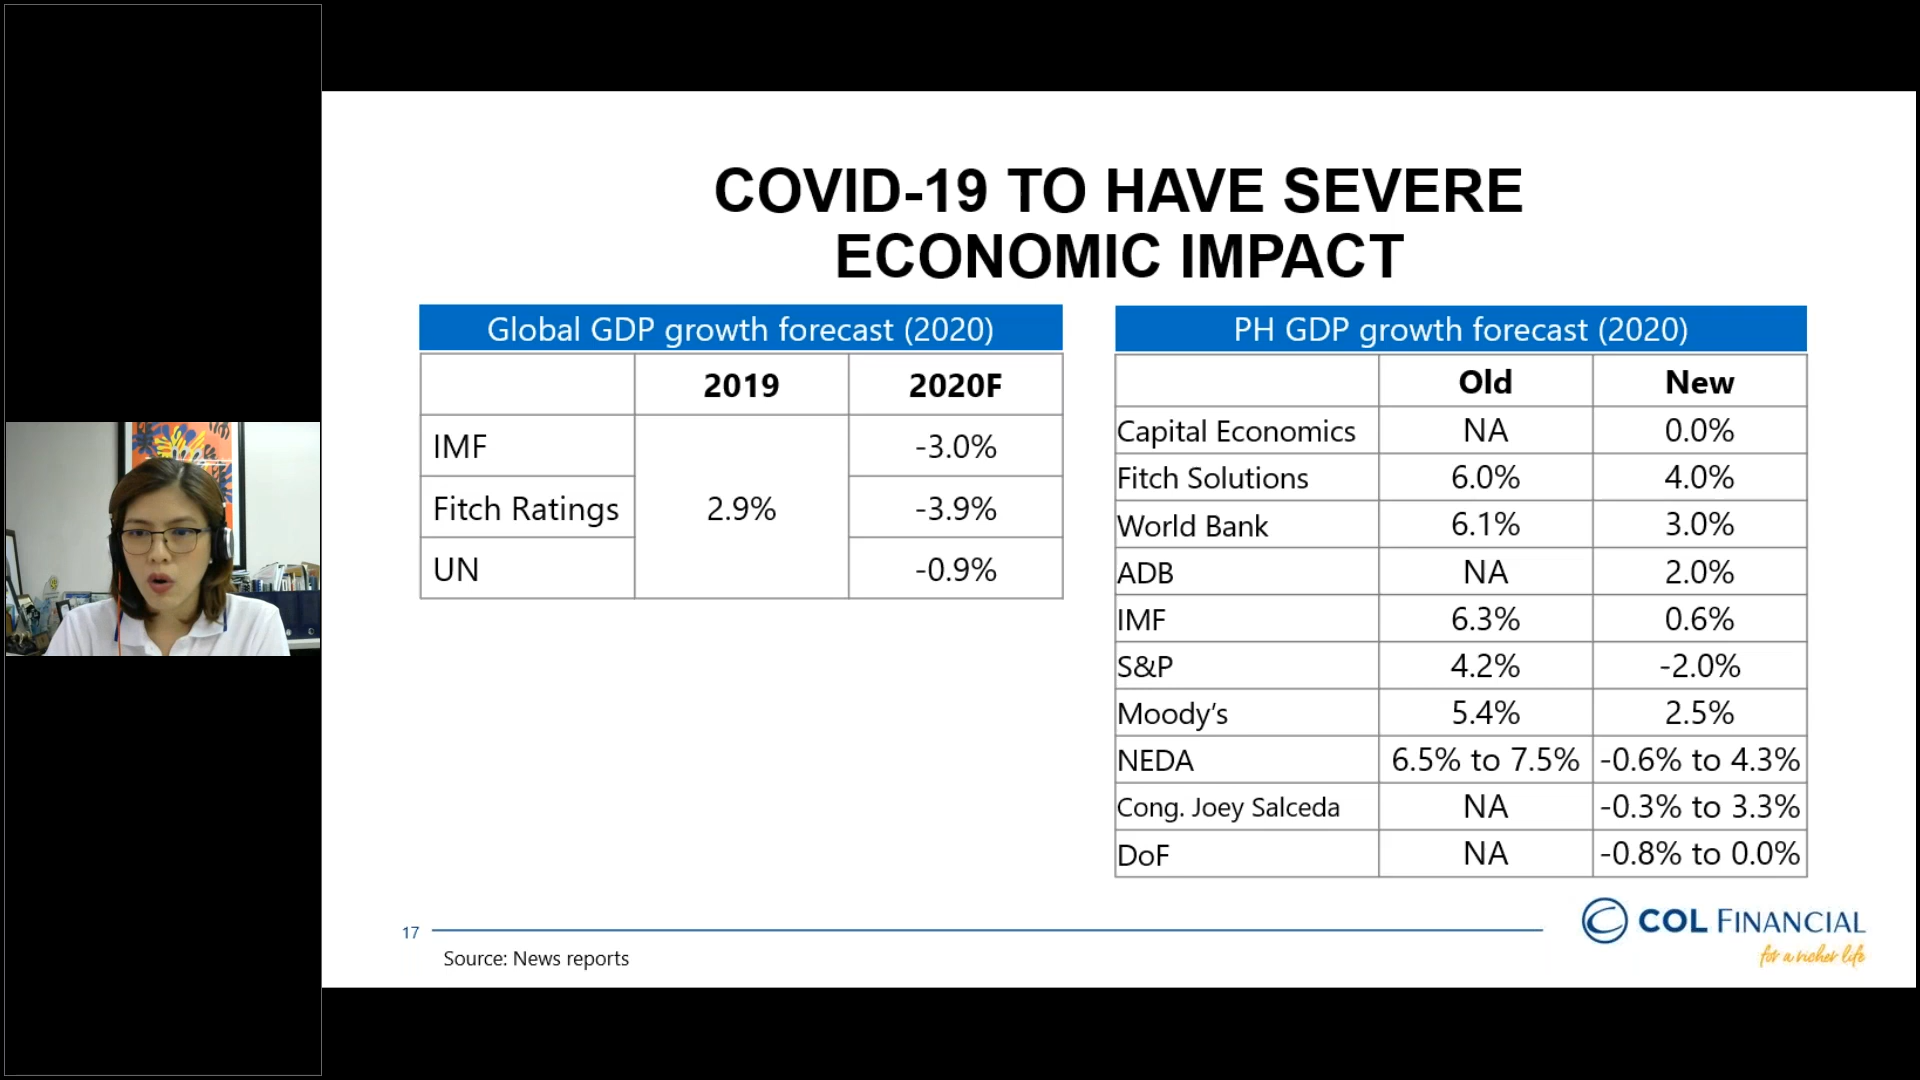 COVID-19 TO HAVE SEVERE
ECONOMIC IMPACT
Global GDP growth forecast (2020)
2019 2020F
IMF -3.0%
Fitch Ratings 2.9% -3.9%
UN -0.9%
PH GDP growth forecast (2020)
Old New
Capital Economics NA 0.0%
Fitch Solutions 6.0% 4.0%
World Bank 6.1% 3.0%
ADB NA 2.0%
IMF 6.3% 0.6%
S&P 4.2% -2.0%
Moody’s 5.4% 2.5%
NEDA 6.5% to 7.5% -0.6% to 4.3%
Cong. Joey Salceda NA -0.3% to 3.3%
DoF NA -0.8% to 0.0%
17
Source: News reports
COL FINANCIAL
for a richer life